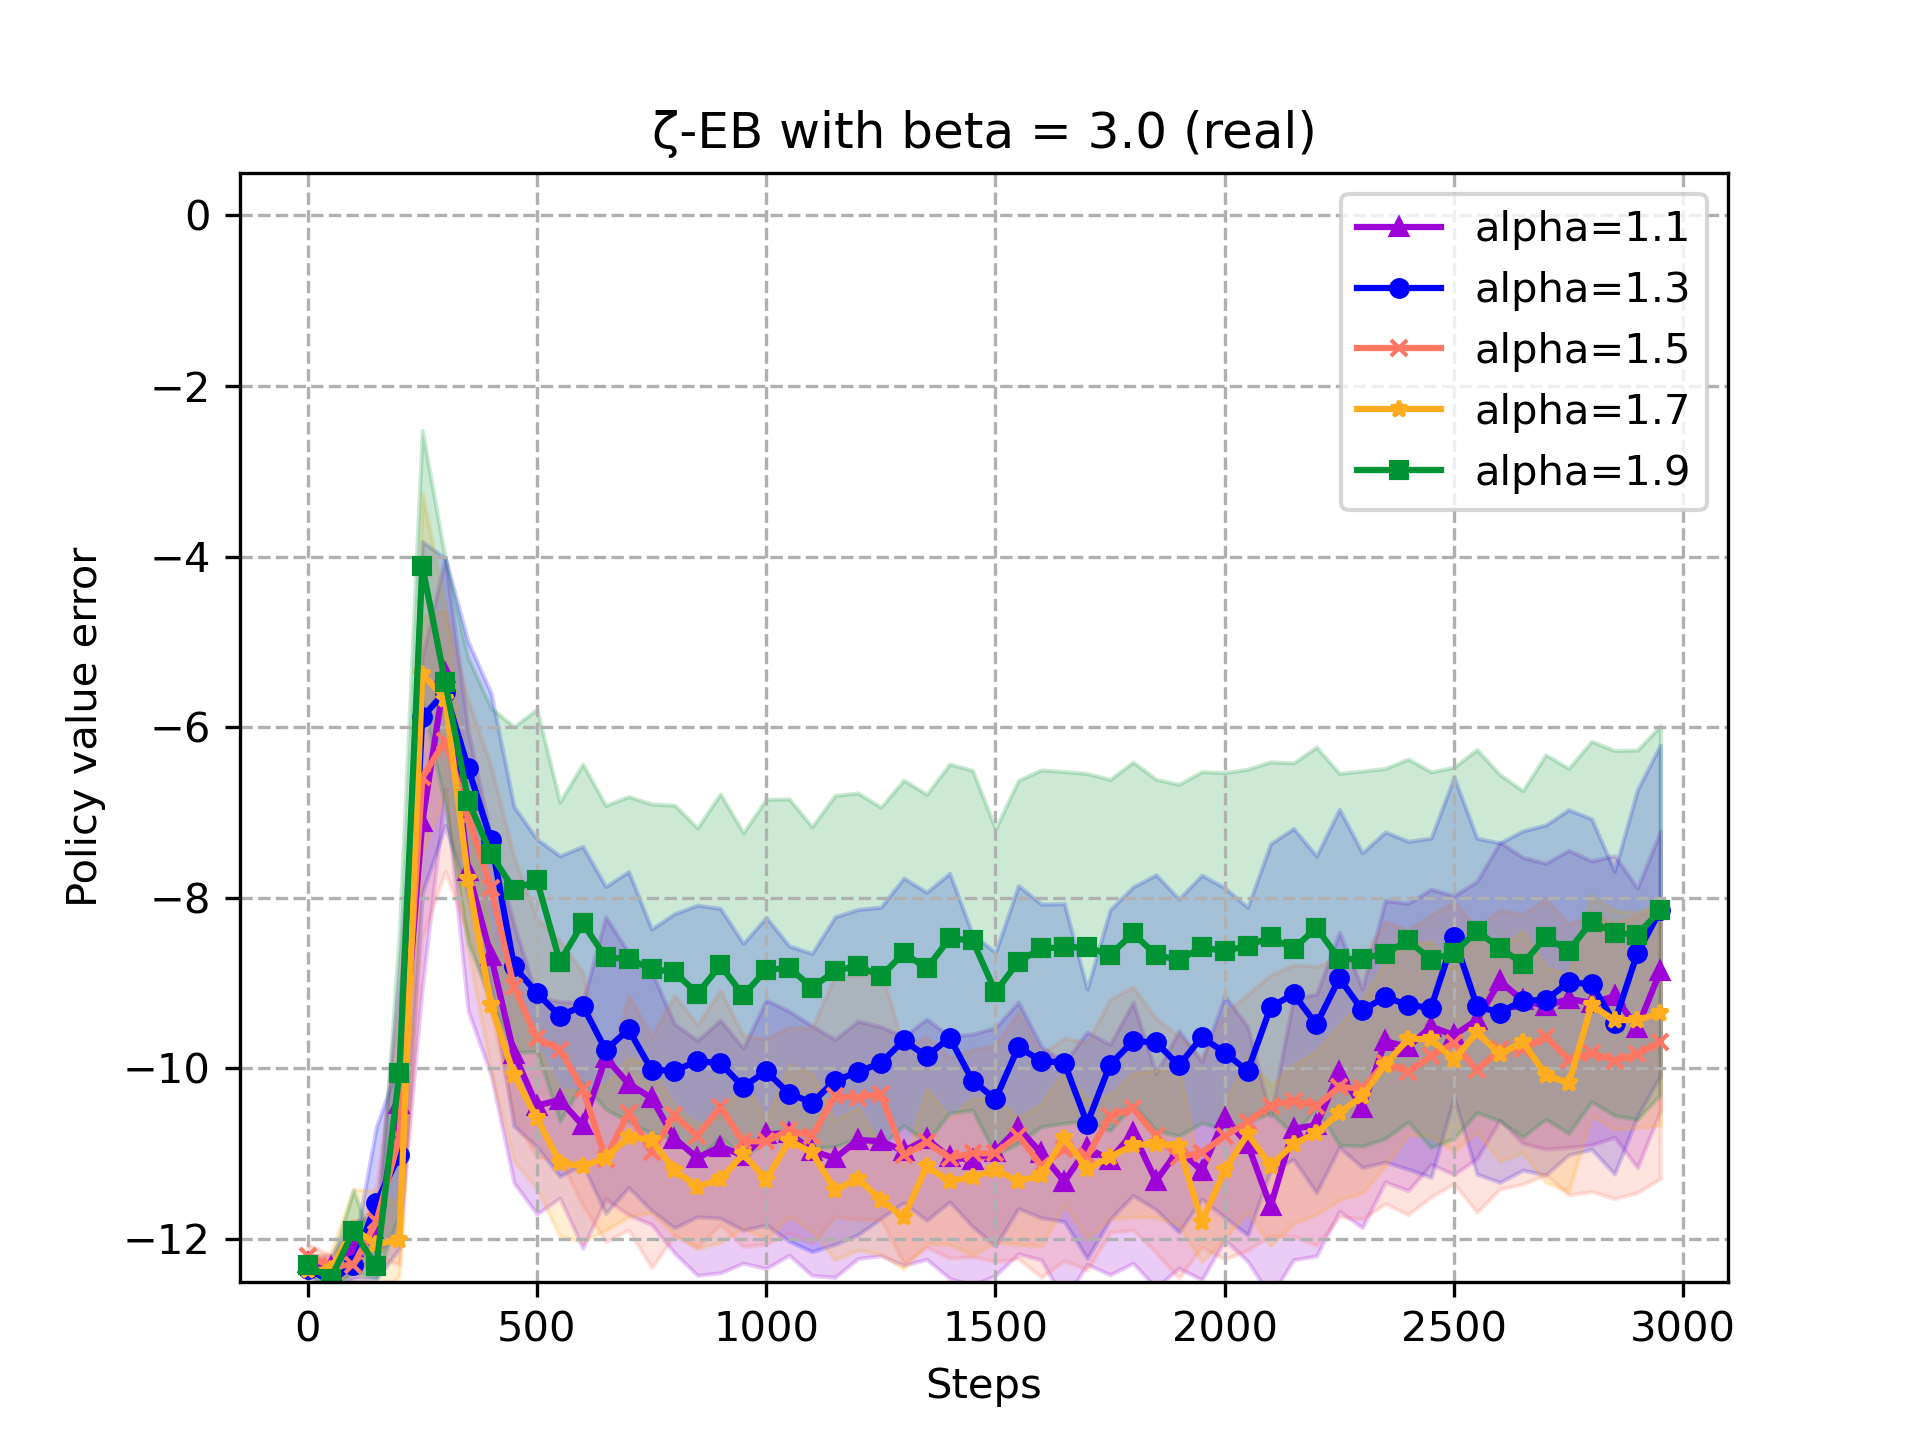 ζ-EB with beta = 3.0 (real)
0
−2
−4
−6
−8
−10
−12
Policy value error
alpha=1.1
alpha=1.3
alpha=1.5
alpha=1.7
alpha=1.9
0 500 1000 1500 2000 2500 3000
Steps